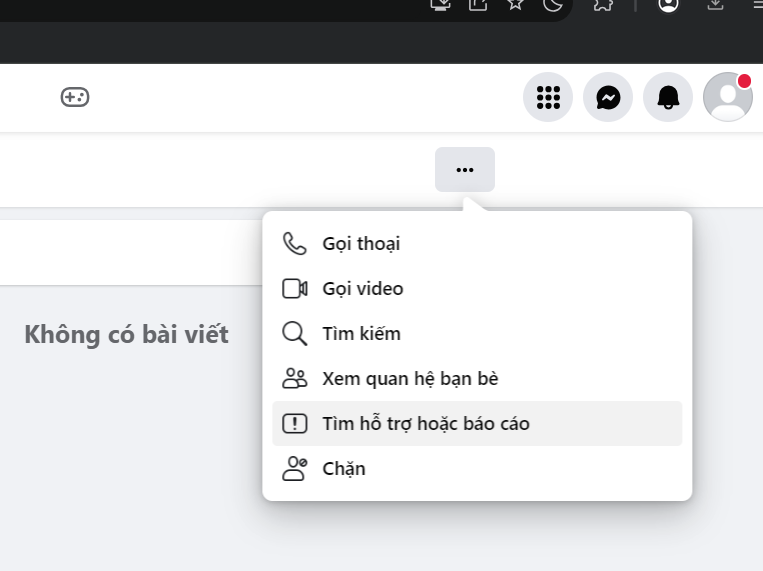 Gọi thoại
Gọi video
Không có bài viết
Tìm kiếm
Xem quan hệ bạn bè
Tìm hỗ trợ hoặc báo cáo
Chặn